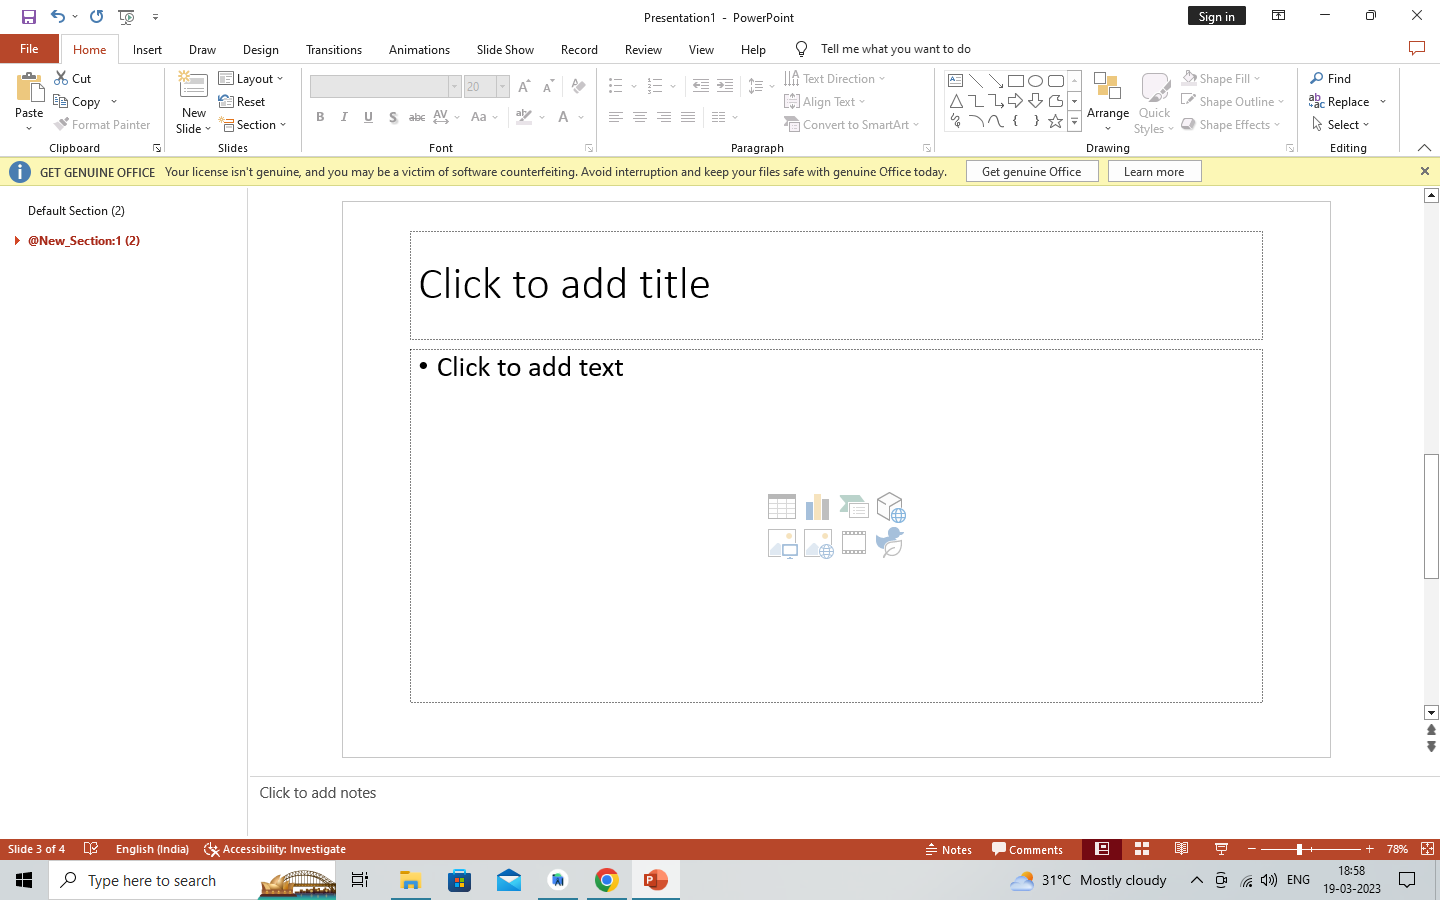 Presentation1 - PowerPoint
Sign in
File Home Insert Draw Design Transitions Animations Slide Show Record Review View Help Tell me what you want to do
Paste
Cut
Copy
Format Painter
Clipboard
New Slide
Layout
Reset
Section
Slides
20
B I U S abc AV Aa A
Font
Text Direction
Align Text
Convert to SmartArt
Paragraph
Arrange
Quick Styles
Shape Fill
Shape Outline
Shape Effects
Drawing
Find
Replace
Select
Editing
GET GENUINE OFFICE Your license isn't genuine, and you may be a victim of software counterfeiting. Avoid interruption and keep your files safe with genuine Office today. Get genuine Office Learn more
Default Section (2)
@New_Section:1 (2)
Click to add title
• Click to add text
Click to add notes
Slide 3 of 4 English (India) Accessibility: Investigate Notes Comments 78%
Type here to search
31°C Mostly cloudy
ENG
18:58
19-03-2023